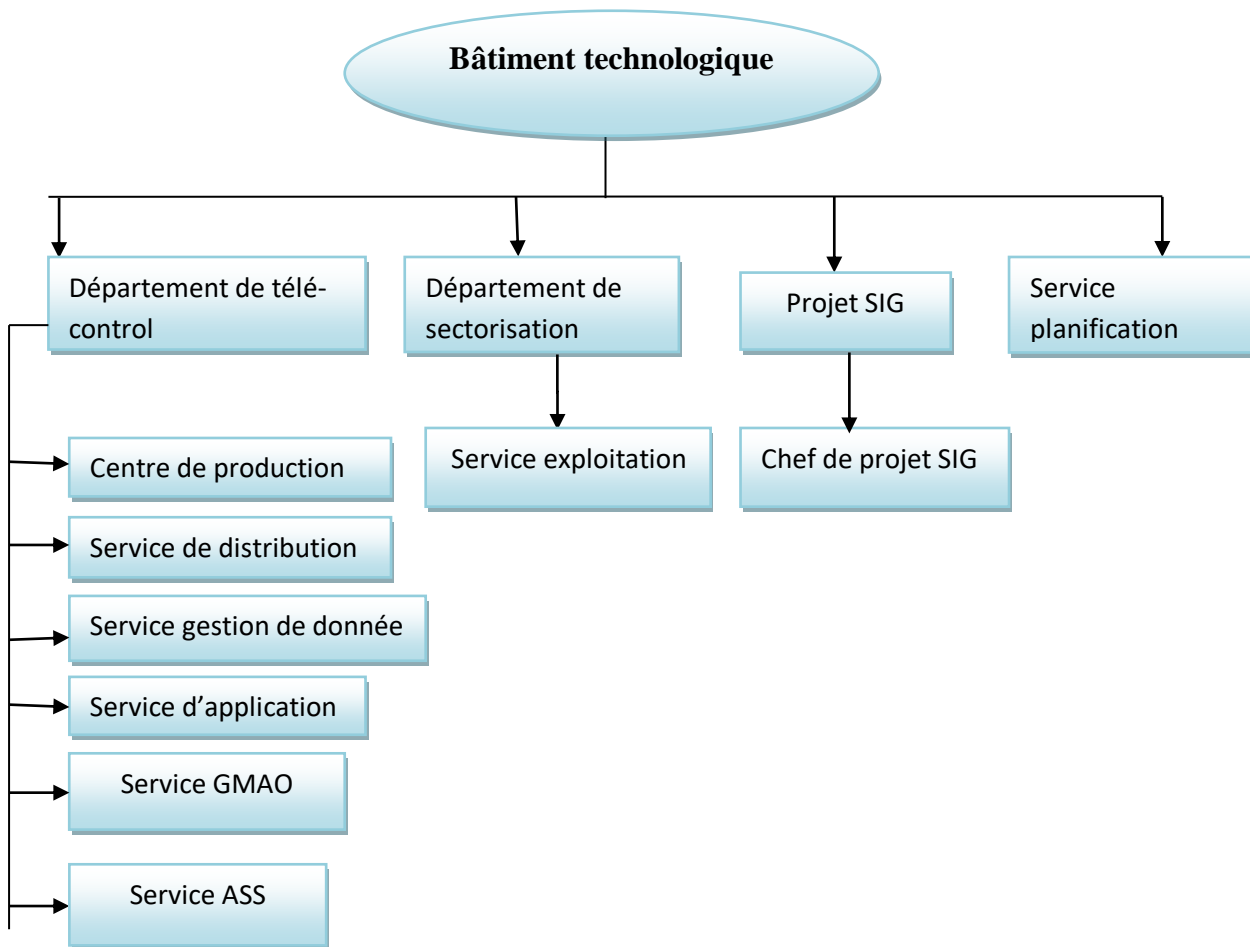 Bâtiment technologique
Département de télé-
control
Département de
sectorisation
Projet SIG
Service
planification
Centre de production
Service exploitation
Chef de projet SIG
Service de distribution
Service gestion de donnée
Service d’application
Service GMAO
Service ASS